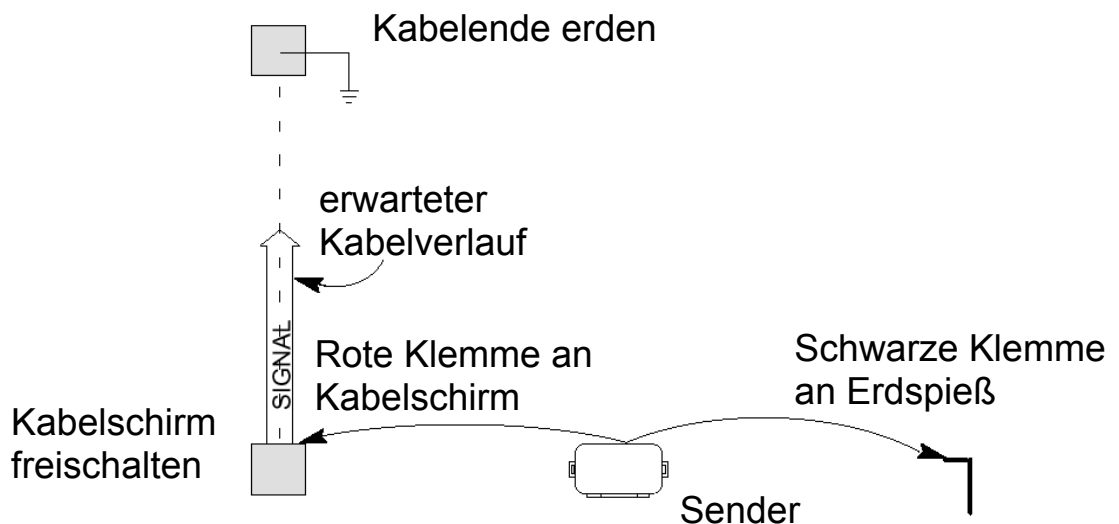 Kabelende erden
erwarteter
Kabelverlauf
SIGNAL
Rote Klemme an
Kabelschirm
Schwarze Klemme
an Erdspieß
Kabelschirm
freischalten
Sender